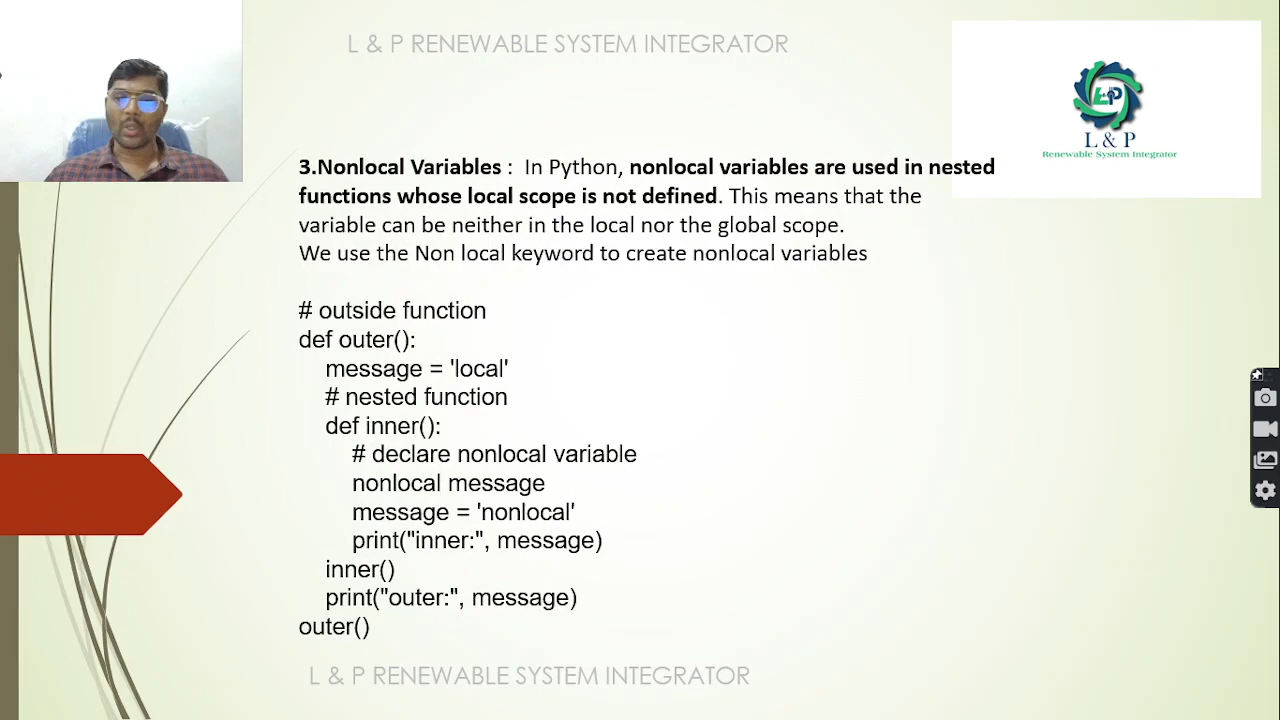 L & P RENEWABLE SYSTEM INTEGRATOR
L&P
L & P
Renewable System Integrator
3.Nonlocal Variables :  In Python, nonlocal variables are used in nested
functions whose local scope is not defined. This means that the
variable can be neither in the local nor the global scope.
We use the Non local keyword to create nonlocal variables
# outside function
def outer():
    message = 'local'
    # nested function
    def inner():
        # declare nonlocal variable
        nonlocal message
        message = 'nonlocal'
        print("inner:", message)
    inner()
    print("outer:", message)
outer()
L & P RENEWABLE SYSTEM INTEGRATOR